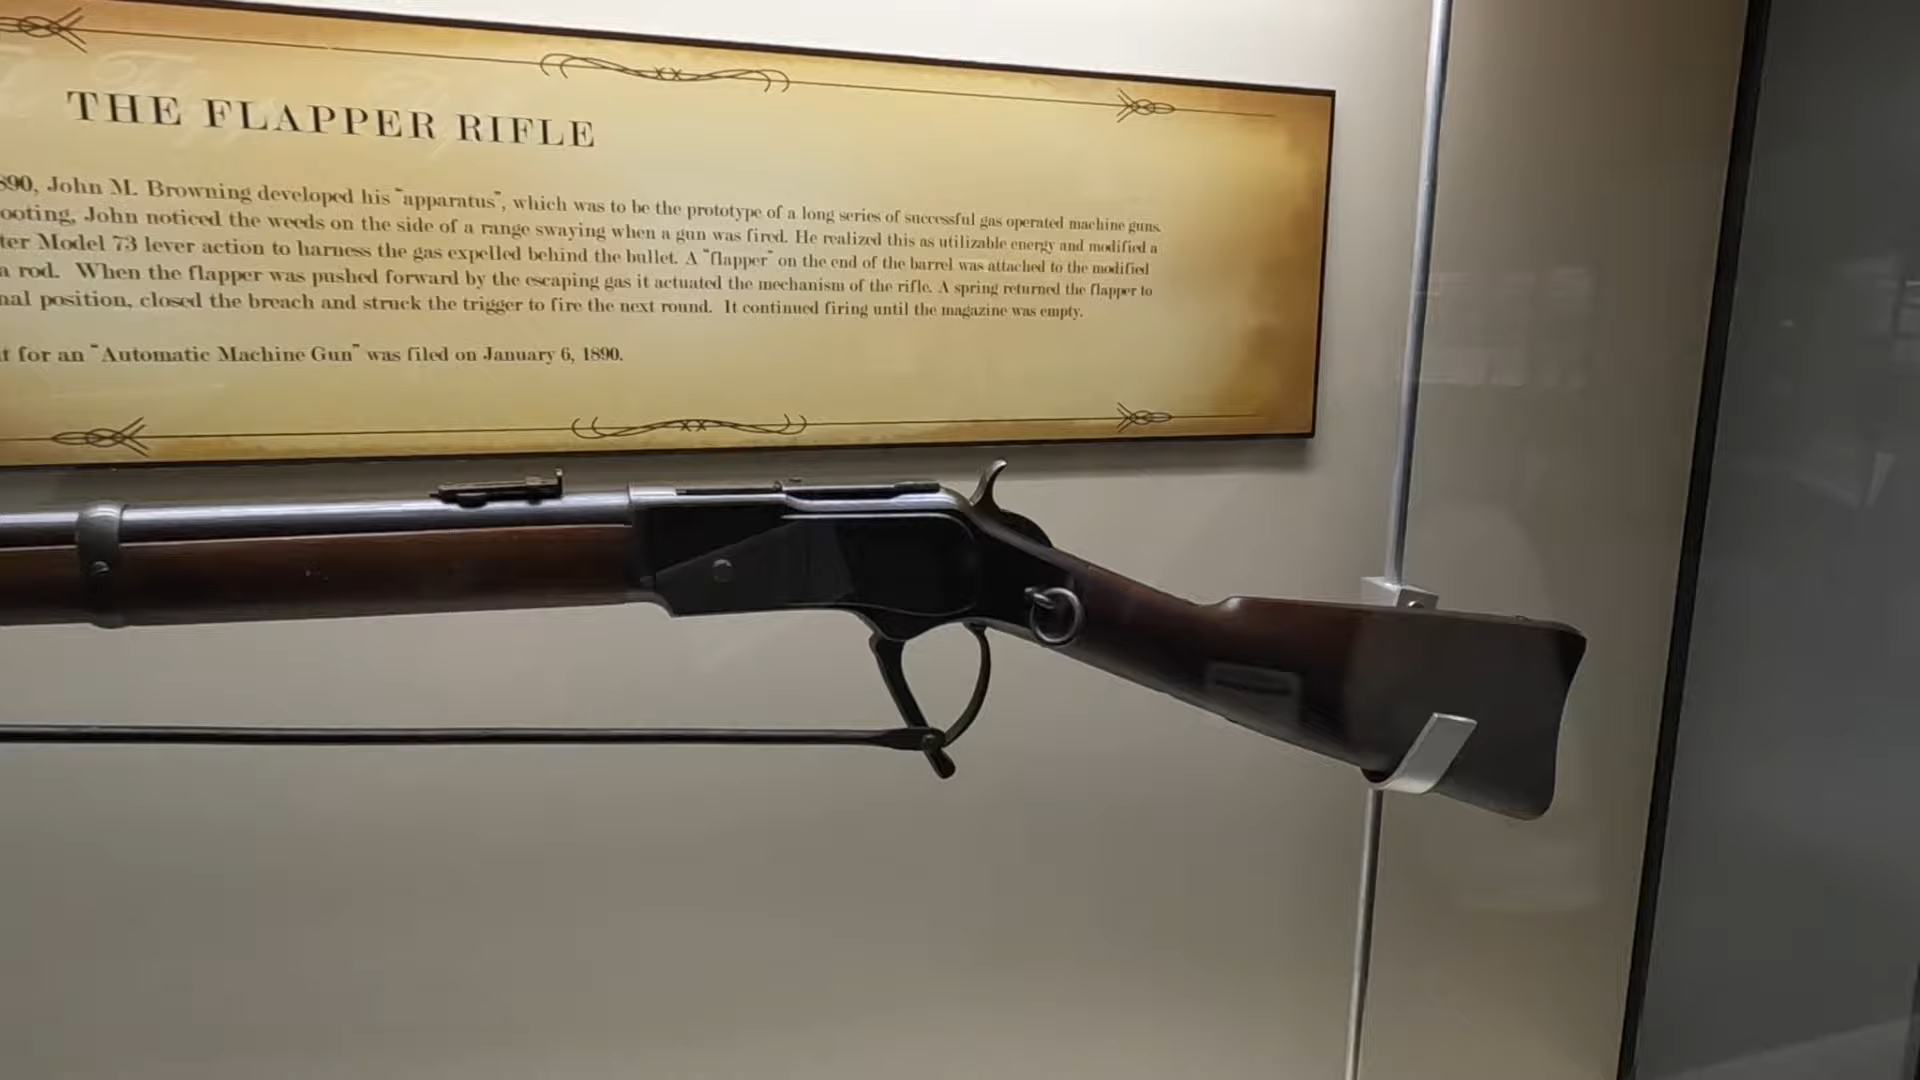 THE FLAPPER RIFLE
890, John M. Browning developed his "apparatus", which was to be the prototype of a long series of successful gas operated machine guns.
ooting, John noticed the weeds on the side of a range swaying when a gun was fired. He realized this as utilizable energy and modified a
ter Model 73 lever action to harness the gas expelled behind the bullet. A "flapper" on the end of the barrel was attached to the modified
a rod. When the flapper was pushed forward by the escaping gas it actuated the mechanism of the rifle. A spring returned the flapper to
nal position, closed the breach and struck the trigger to fire the next round. It continued firing until the magazine was empty.
t for an "Automatic Machine Gun" was filed on January 6, 1890.